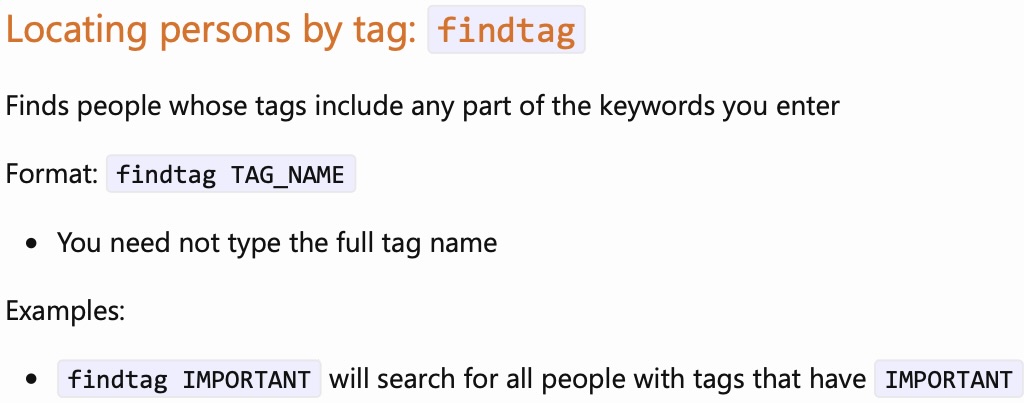 Locating persons by tag: findtag
Finds people whose tags include any part of the keywords you enter
Format: findtag TAG_NAME
• You need not type the full tag name
Examples:
• findtag IMPORTANT will search for all people with tags that have IMPORTANT